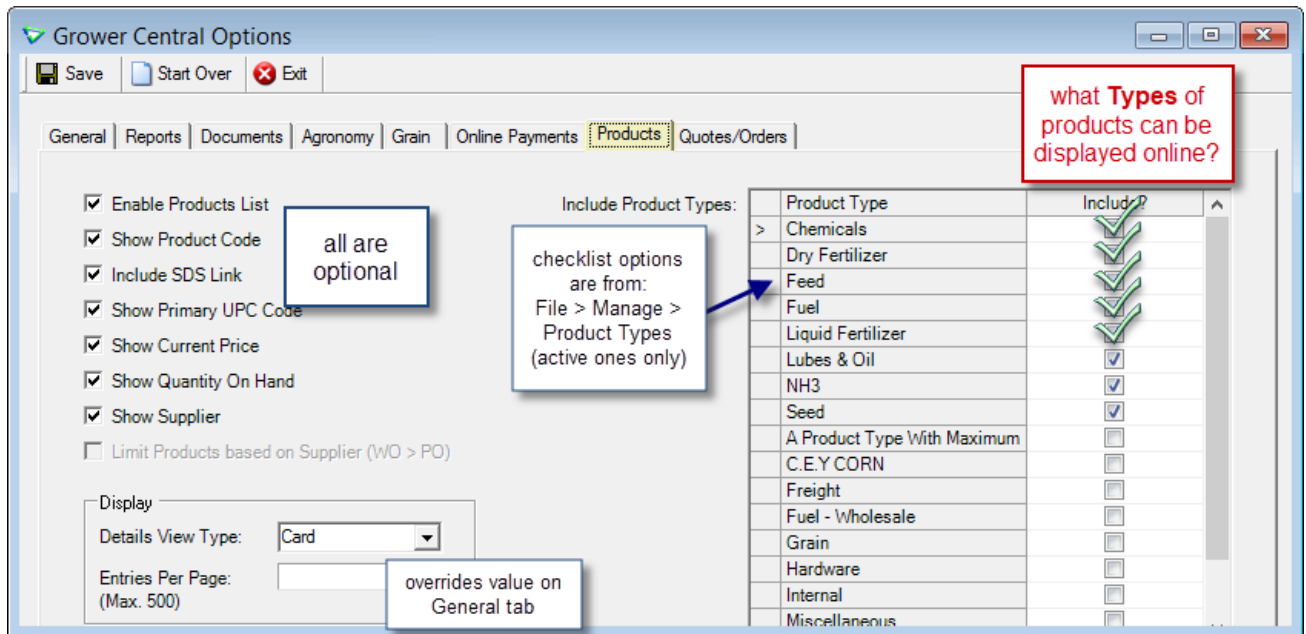 Grower Central Options
Save
Start Over
Exit
what Types of
products can be
displayed online?
General
Reports
Documents
Agronomy
Grain
Online Payments
Products
Quotes/Orders
Enable Products List
Show Product Code
Include SDS Link
Show Primary UPC Code
Show Current Price
Show Quantity On Hand
Show Supplier
Limit Products based on Supplier (WO > PO)
all are
optional
Include Product Types:
checklist options
are from:
File > Manage >
Product Types
(active ones only)
Product Type Include?
> Chemicals
Dry Fertilizer
Feed
Fuel
Liquid Fertilizer
Lubes & Oil
NH3
Seed
A Product Type With Maximum
C.E.Y CORN
Freight
Fuel - Wholesale
Grain
Hardware
Internal
Miscellaneous
Display
Details View Type: Card
Entries Per Page:
(Max. 500)
overrides value on
General tab